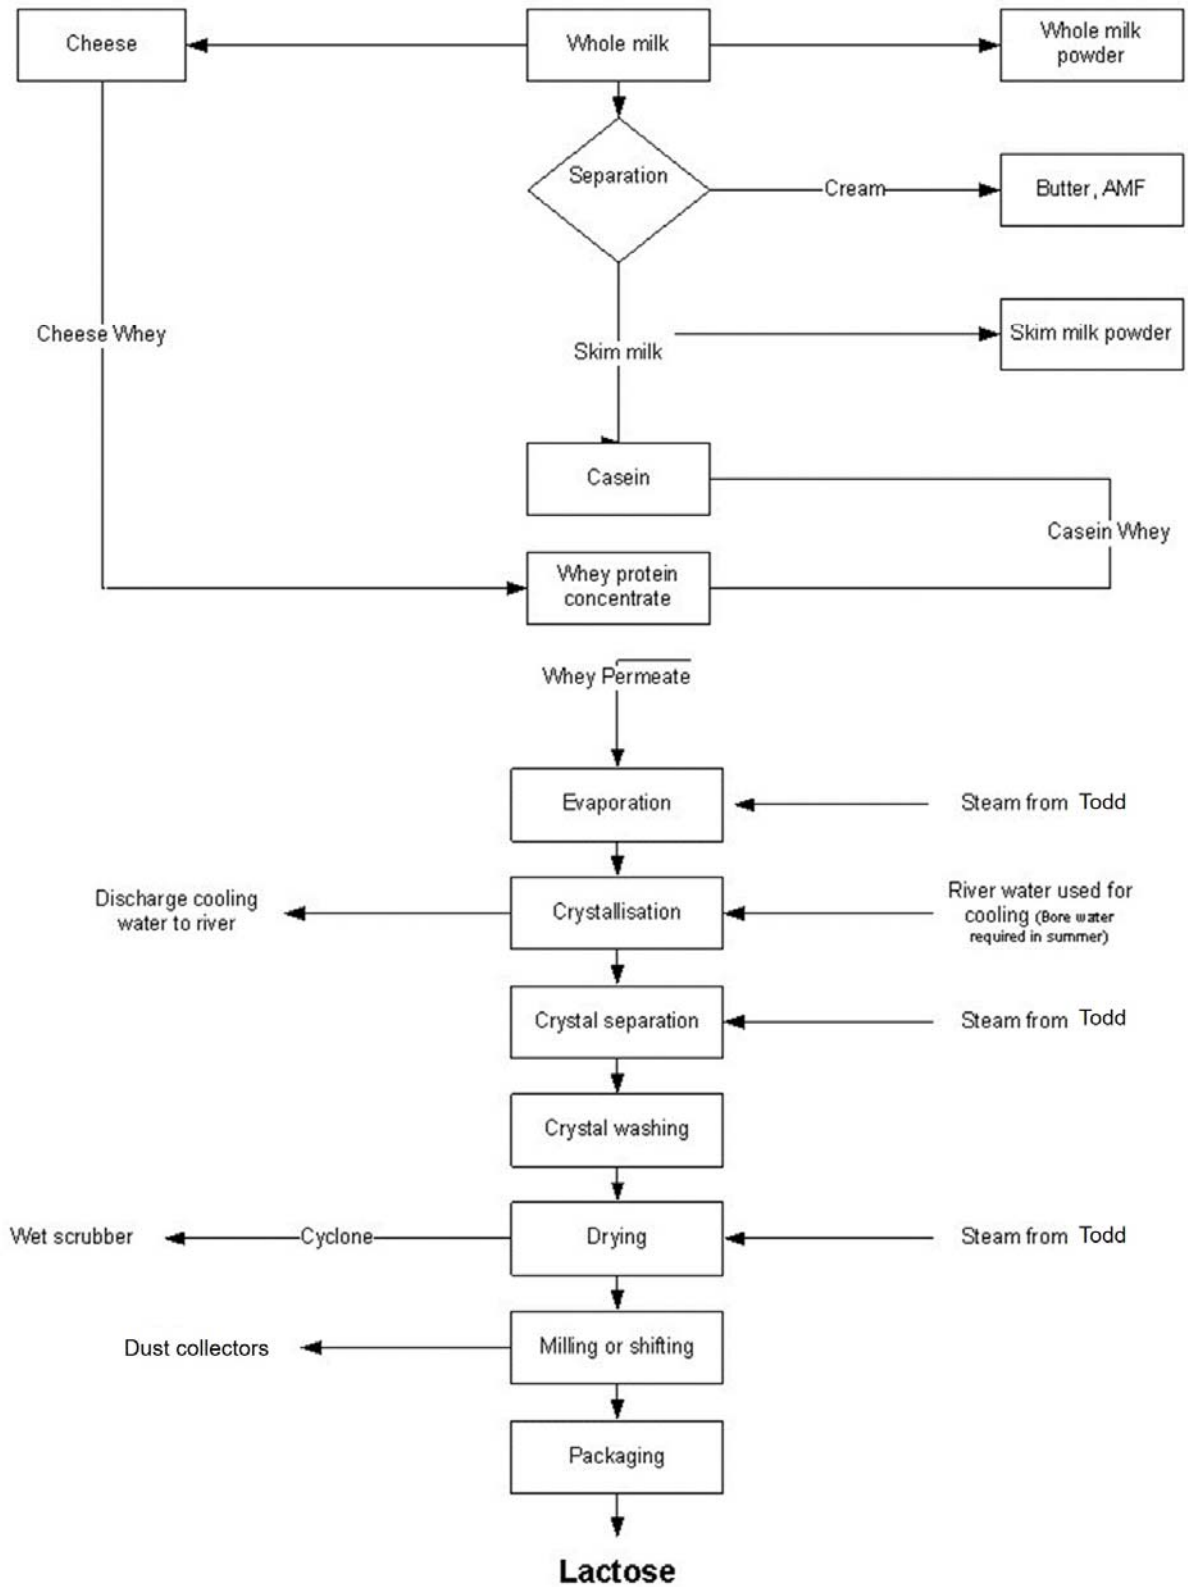 Cheese
Whole milk
Whole milk
powder
Separation
Cream
Butter, AMF
Cheese Whey
Skim milk
Skim milk powder
Casein
Casein Whey
Whey protein
concentrate
Whey Permeate
Evaporation
Steam from Todd
Discharge cooling
water to river
Crystallisation
River water used for
cooling (Bore water
required in summer)
Crystal separation
Steam from Todd
Crystal washing
Wet scrubber
Cyclone
Drying
Steam from Todd
Dust collectors
Milling or shifting
Packaging
Lactose